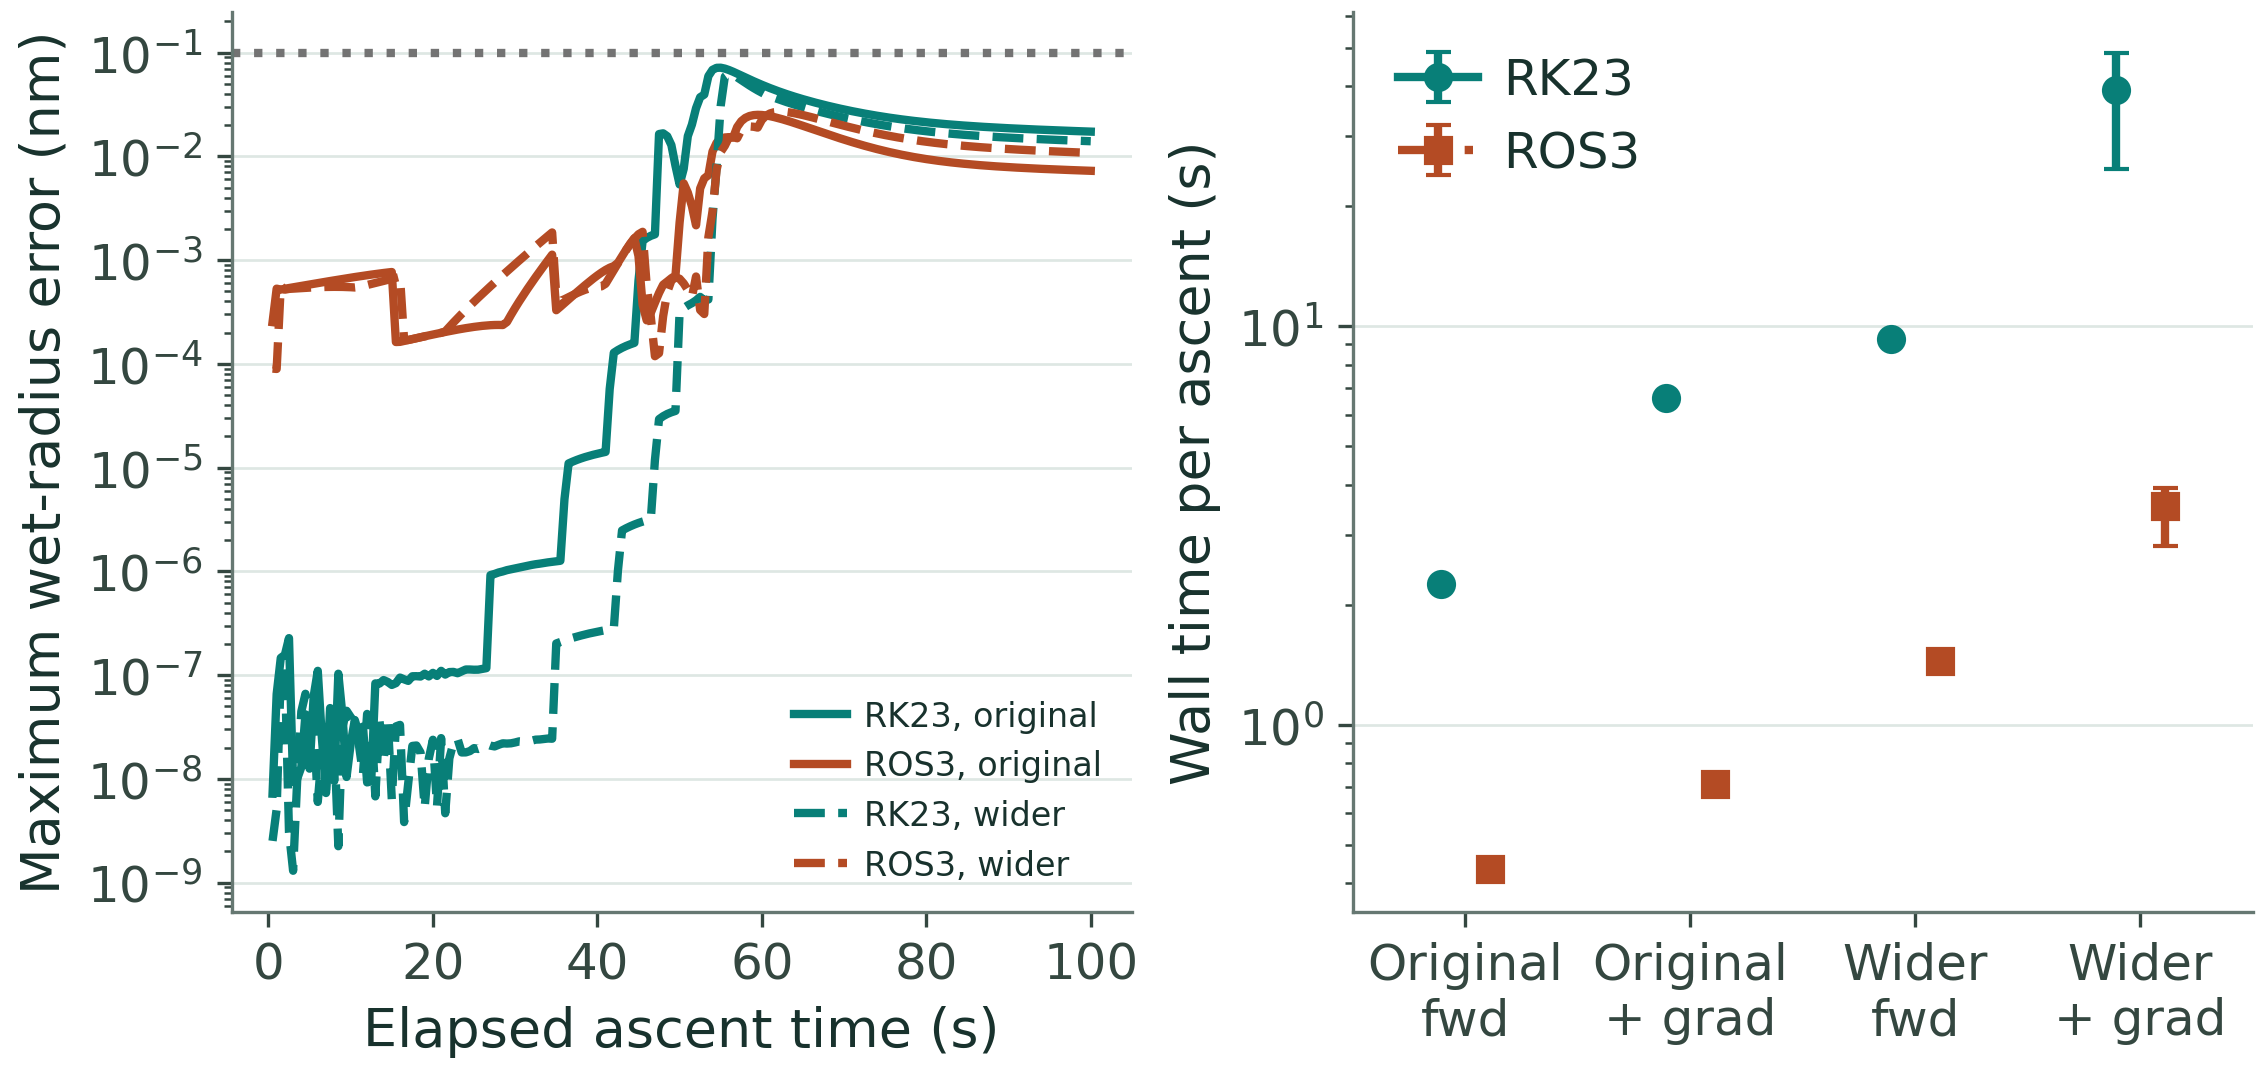 Maximum wet-radius error (nm)
10⁻¹
10⁻²
10⁻³
10⁻⁴
10⁻⁵
10⁻⁶
10⁻⁷
10⁻⁸
10⁻⁹
0 20 40 60 80 100
Elapsed ascent time (s)
RK23, original
ROS3, original
RK23, wider
ROS3, wider
Wall time per ascent (s)
10¹
10⁰
RK23
ROS3
Original fwd
Original + grad
Wider fwd
Wider + grad